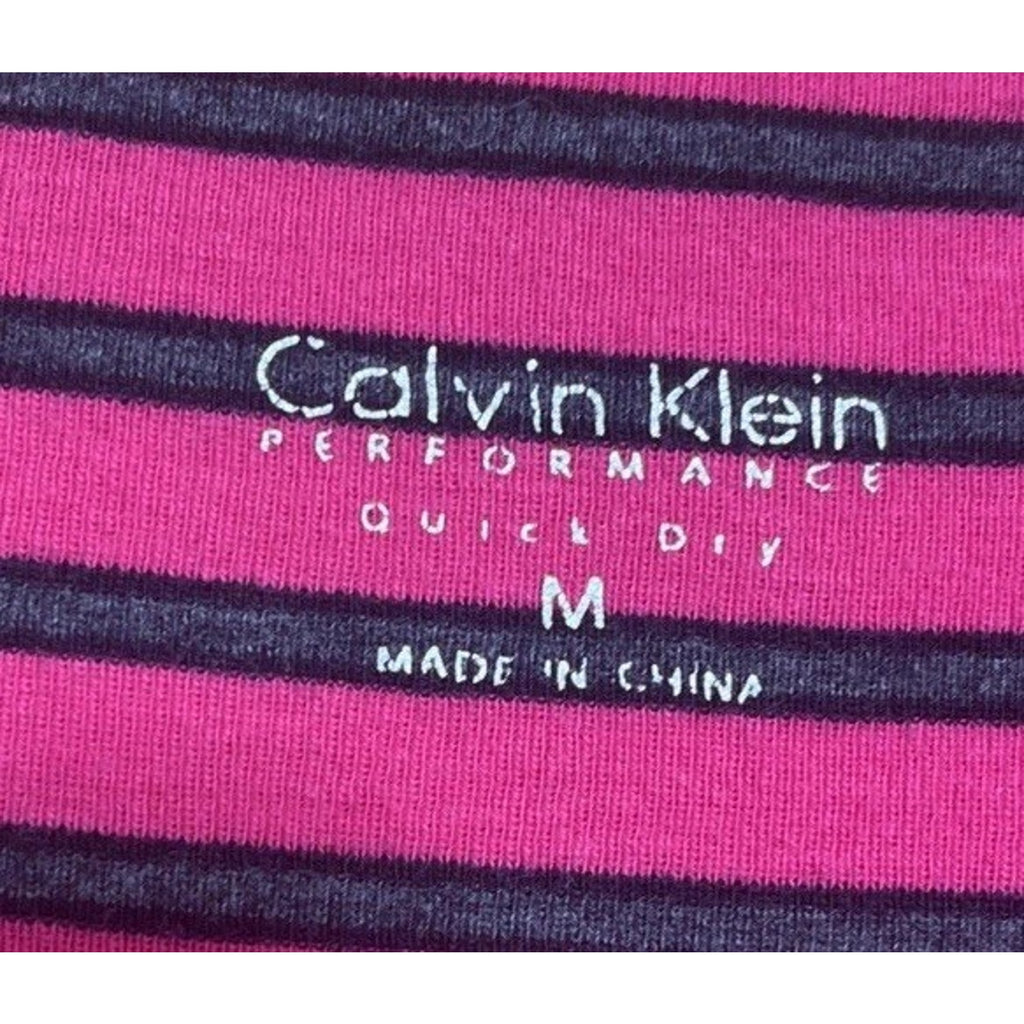 Calvin Klein
PERFORMANCE
QUICK DRY
M
MADE IN CHINA